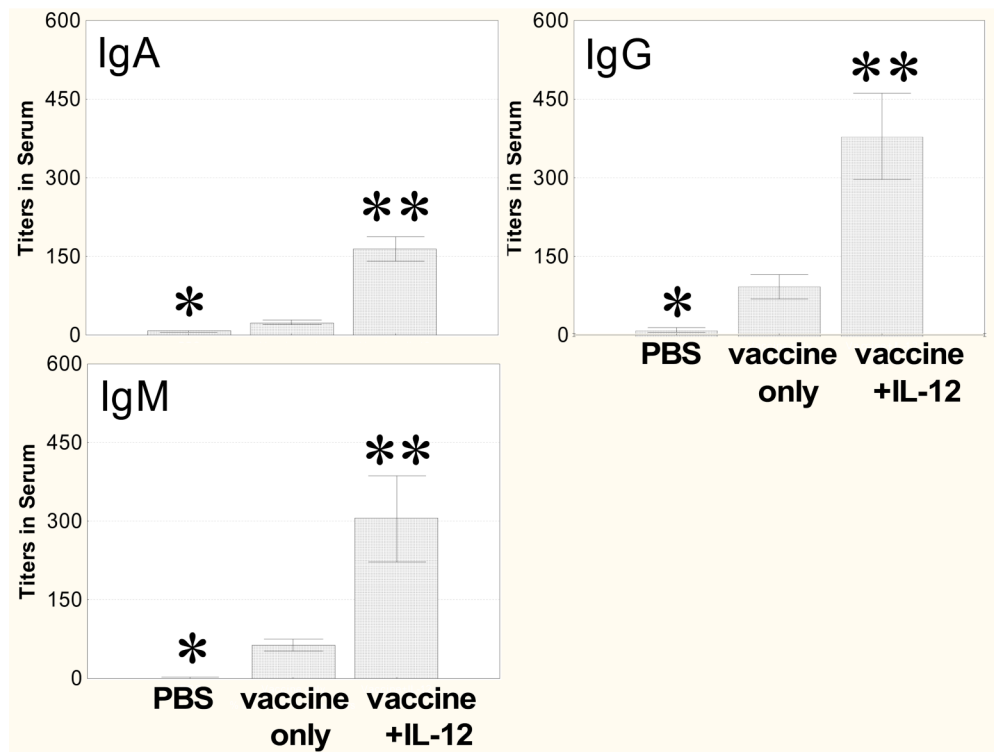 IgA
Titers in Serum
600
450
300
150
0
*
**
IgG
Titers in Serum
600
450
300
150
0
*
**
PBS vaccine only vaccine +IL-12
IgM
Titers in Serum
600
450
300
150
0
*
**
PBS vaccine only vaccine +IL-12